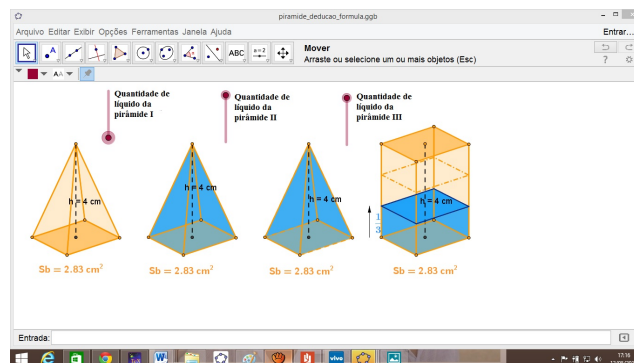 piramide_deducao_formula.ggb
Arquivo Editar Exibir Opções Ferramentas Janela Ajuda
Entrar...
A
ABC
a=2
Mover
Arraste ou selecione um ou mais objetos (Esc)
AA
Quantidade de
líquido da
pirâmide I
Quantidade de
líquido da
pirâmide II
Quantidade de
líquido da
pirâmide III
h = 4 cm
h = 4 cm
h = 4 cm
h = 4 cm
1
3
Sb = 2.83 cm²
Sb = 2.83 cm²
Sb = 2.83 cm²
Sb = 2.83 cm²
Entrada:
vivo
17:16